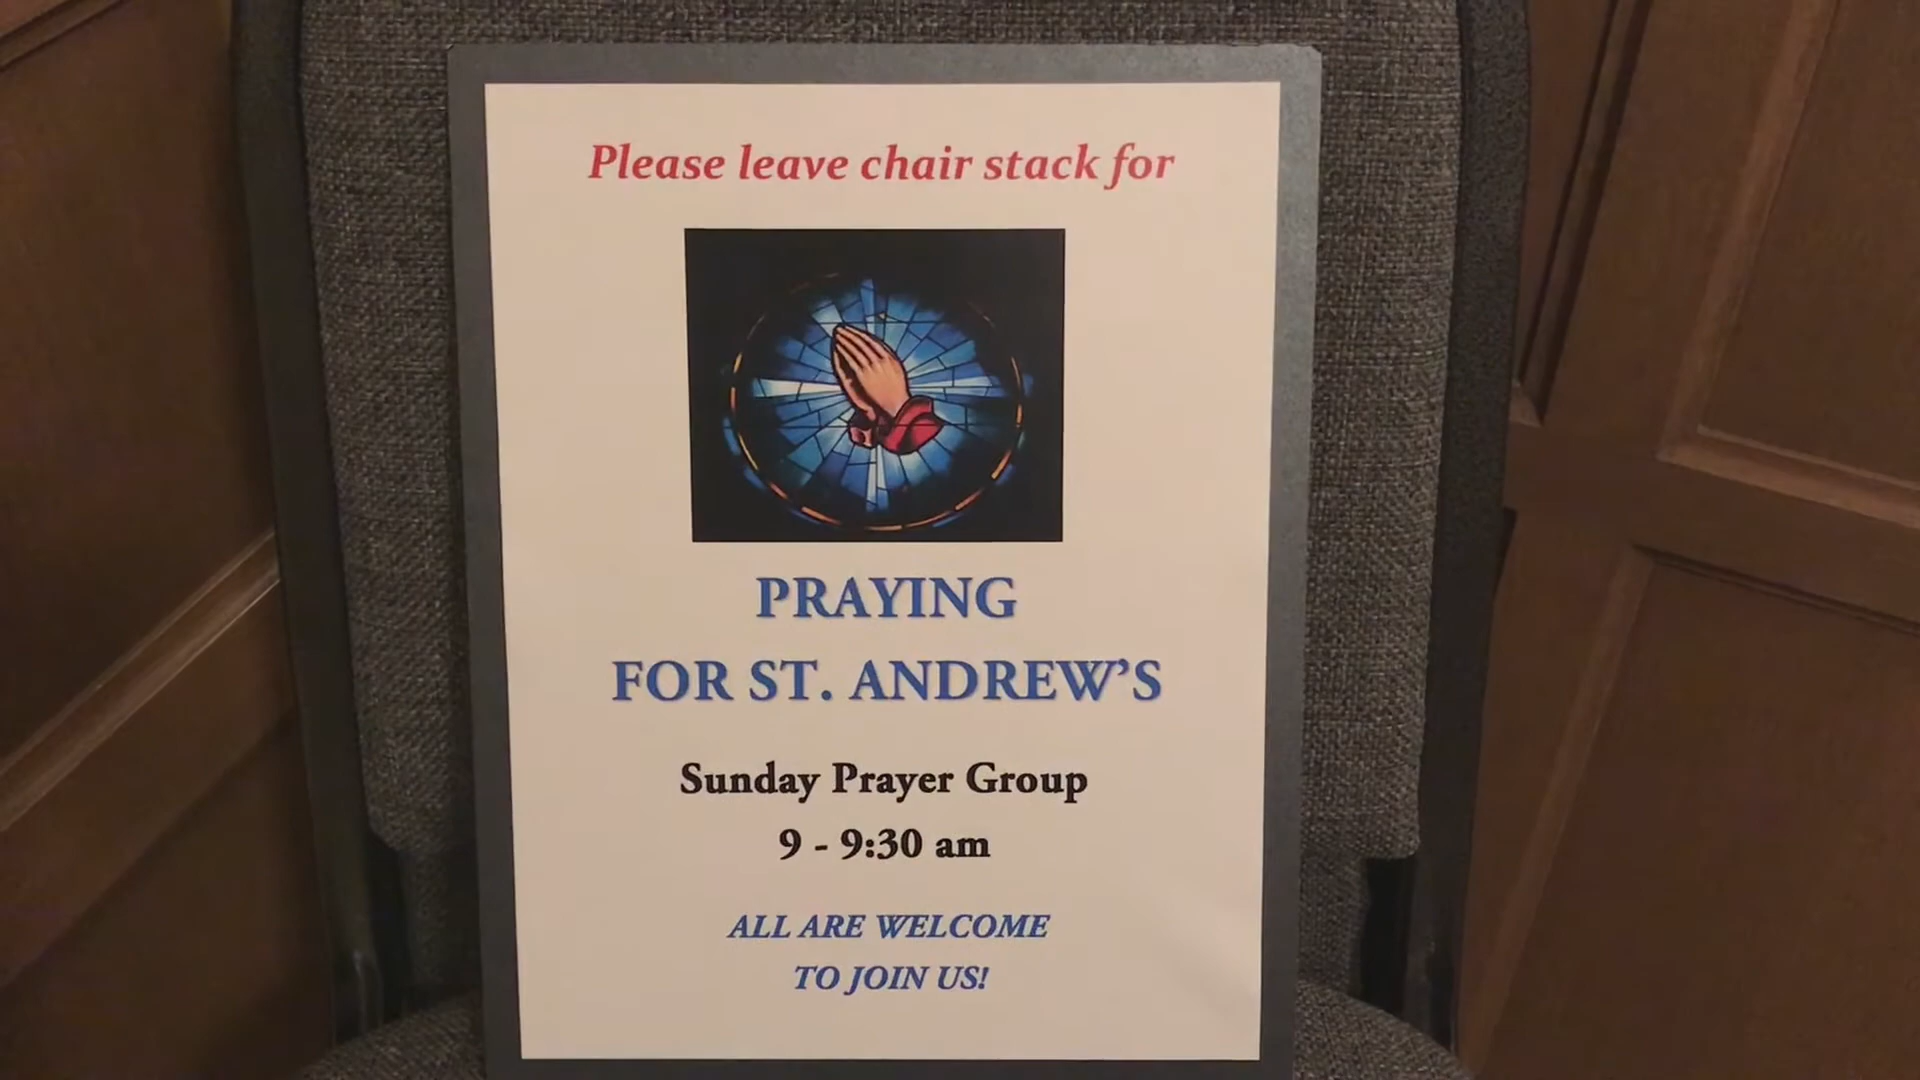 Please leave chair stack for
PRAYING
FOR ST. ANDREW'S
Sunday Prayer Group
9 - 9:30 am
ALL ARE WELCOME
TO JOIN US!